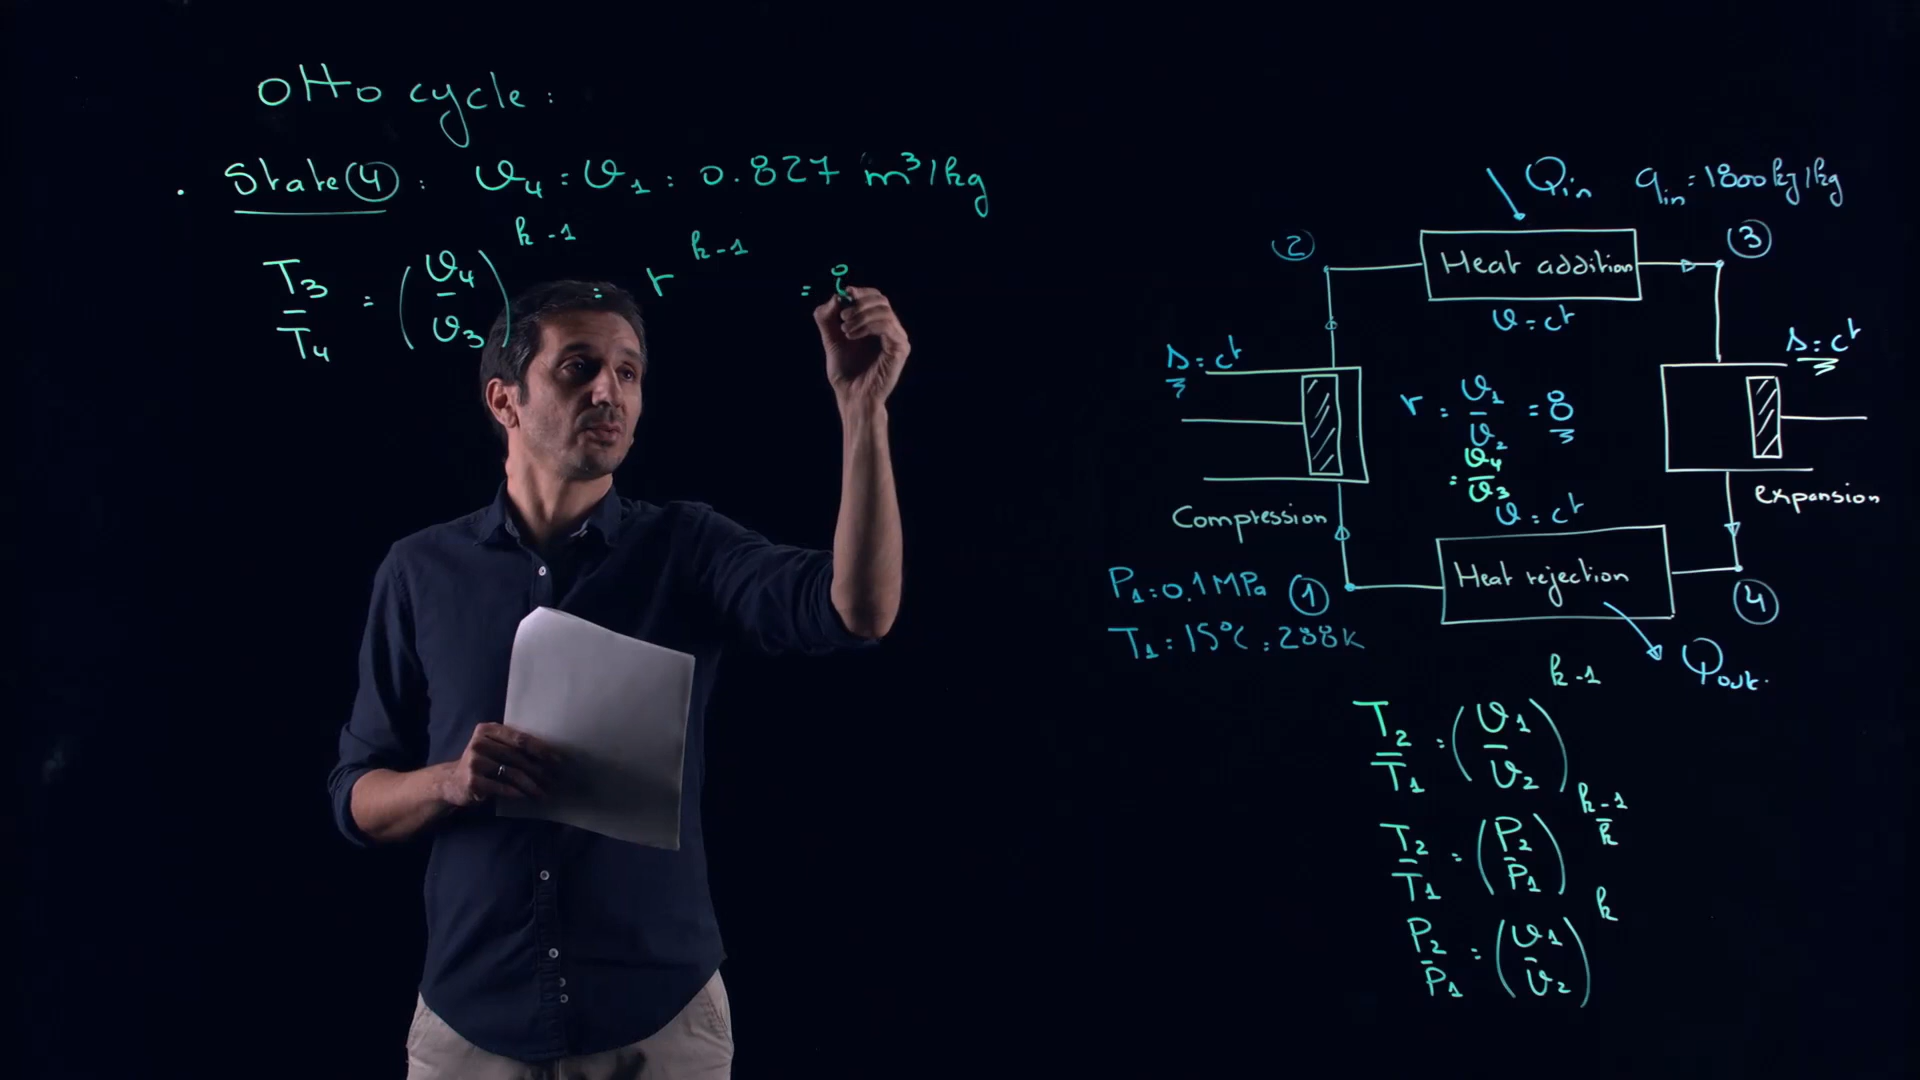 Otto cycle:
. State ④ : v₄ = v₁ = 0.827 m³/kg
T₃/T₄ = (v₄/v₃)^(k-1) = r^(k-1) = 8
Qin qin = 1800 kJ/kg
② Heat addition ③
v = cᵗ
s = cᵗ
s = cᵗ
r = v₁/v₂ = 8
= v₄/v₃
Compression
expansion
v = cᵗ
P₁ = 0.1 MPa ① Heat rejection ④
T₁ = 15°C = 288K
Qout.
T₂/T₁ = (v₁/v₂)^(k-1)
T₂/T₁ = (P₂/P₁)^((k-1)/k)
P₂/P₁ = (v₁/v₂)^k